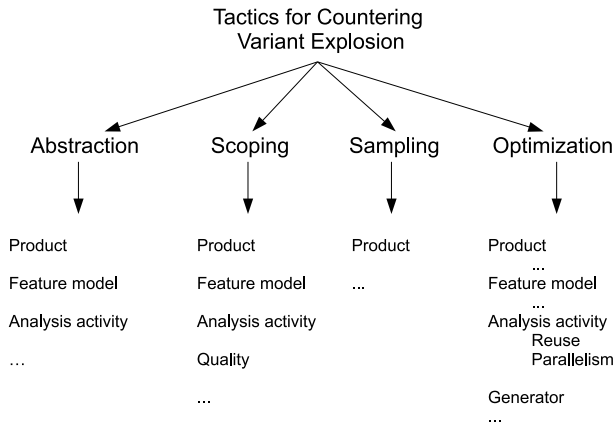 Tactics for Countering
Variant Explosion
Abstraction
Scoping
Sampling
Optimization
Product
Feature model
Analysis activity
...
Product
Feature model
Analysis activity
Quality
...
Product
...
Product
...
Feature model
...
Analysis activity
Reuse
Parallelism
Generator
...